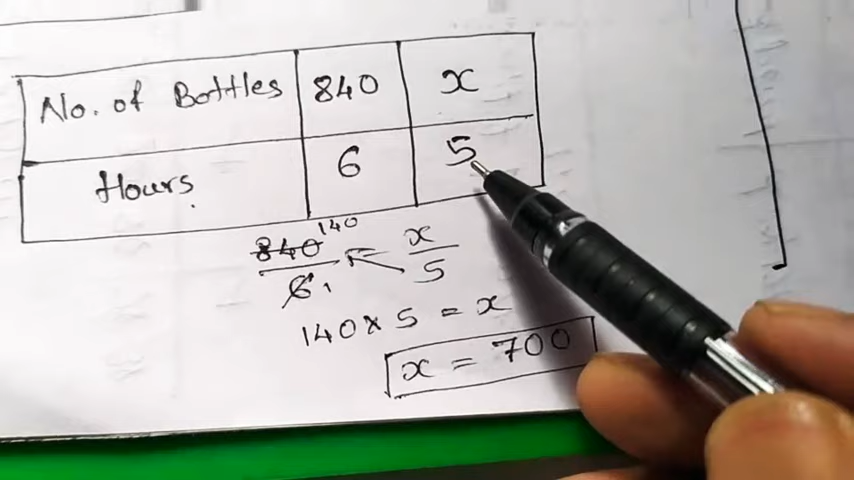 No. of Bottles 840 x
Hours 6 5
840 140 / 6 1 = x / 5
140 × 5 = x
x = 700